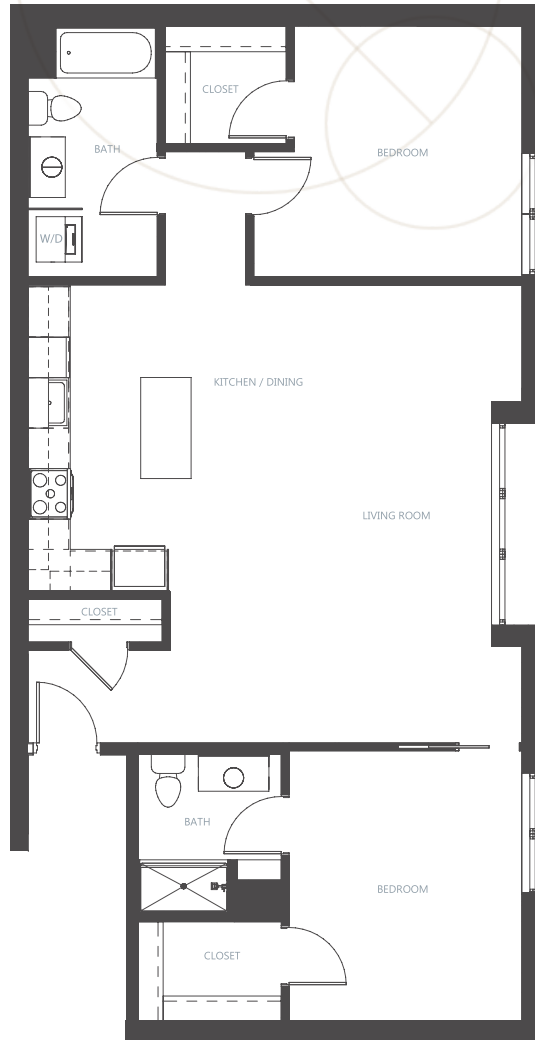 CLOSET
BATH
BEDROOM
W/D
KITCHEN / DINING
LIVING ROOM
CLOSET
BATH
BEDROOM
CLOSET